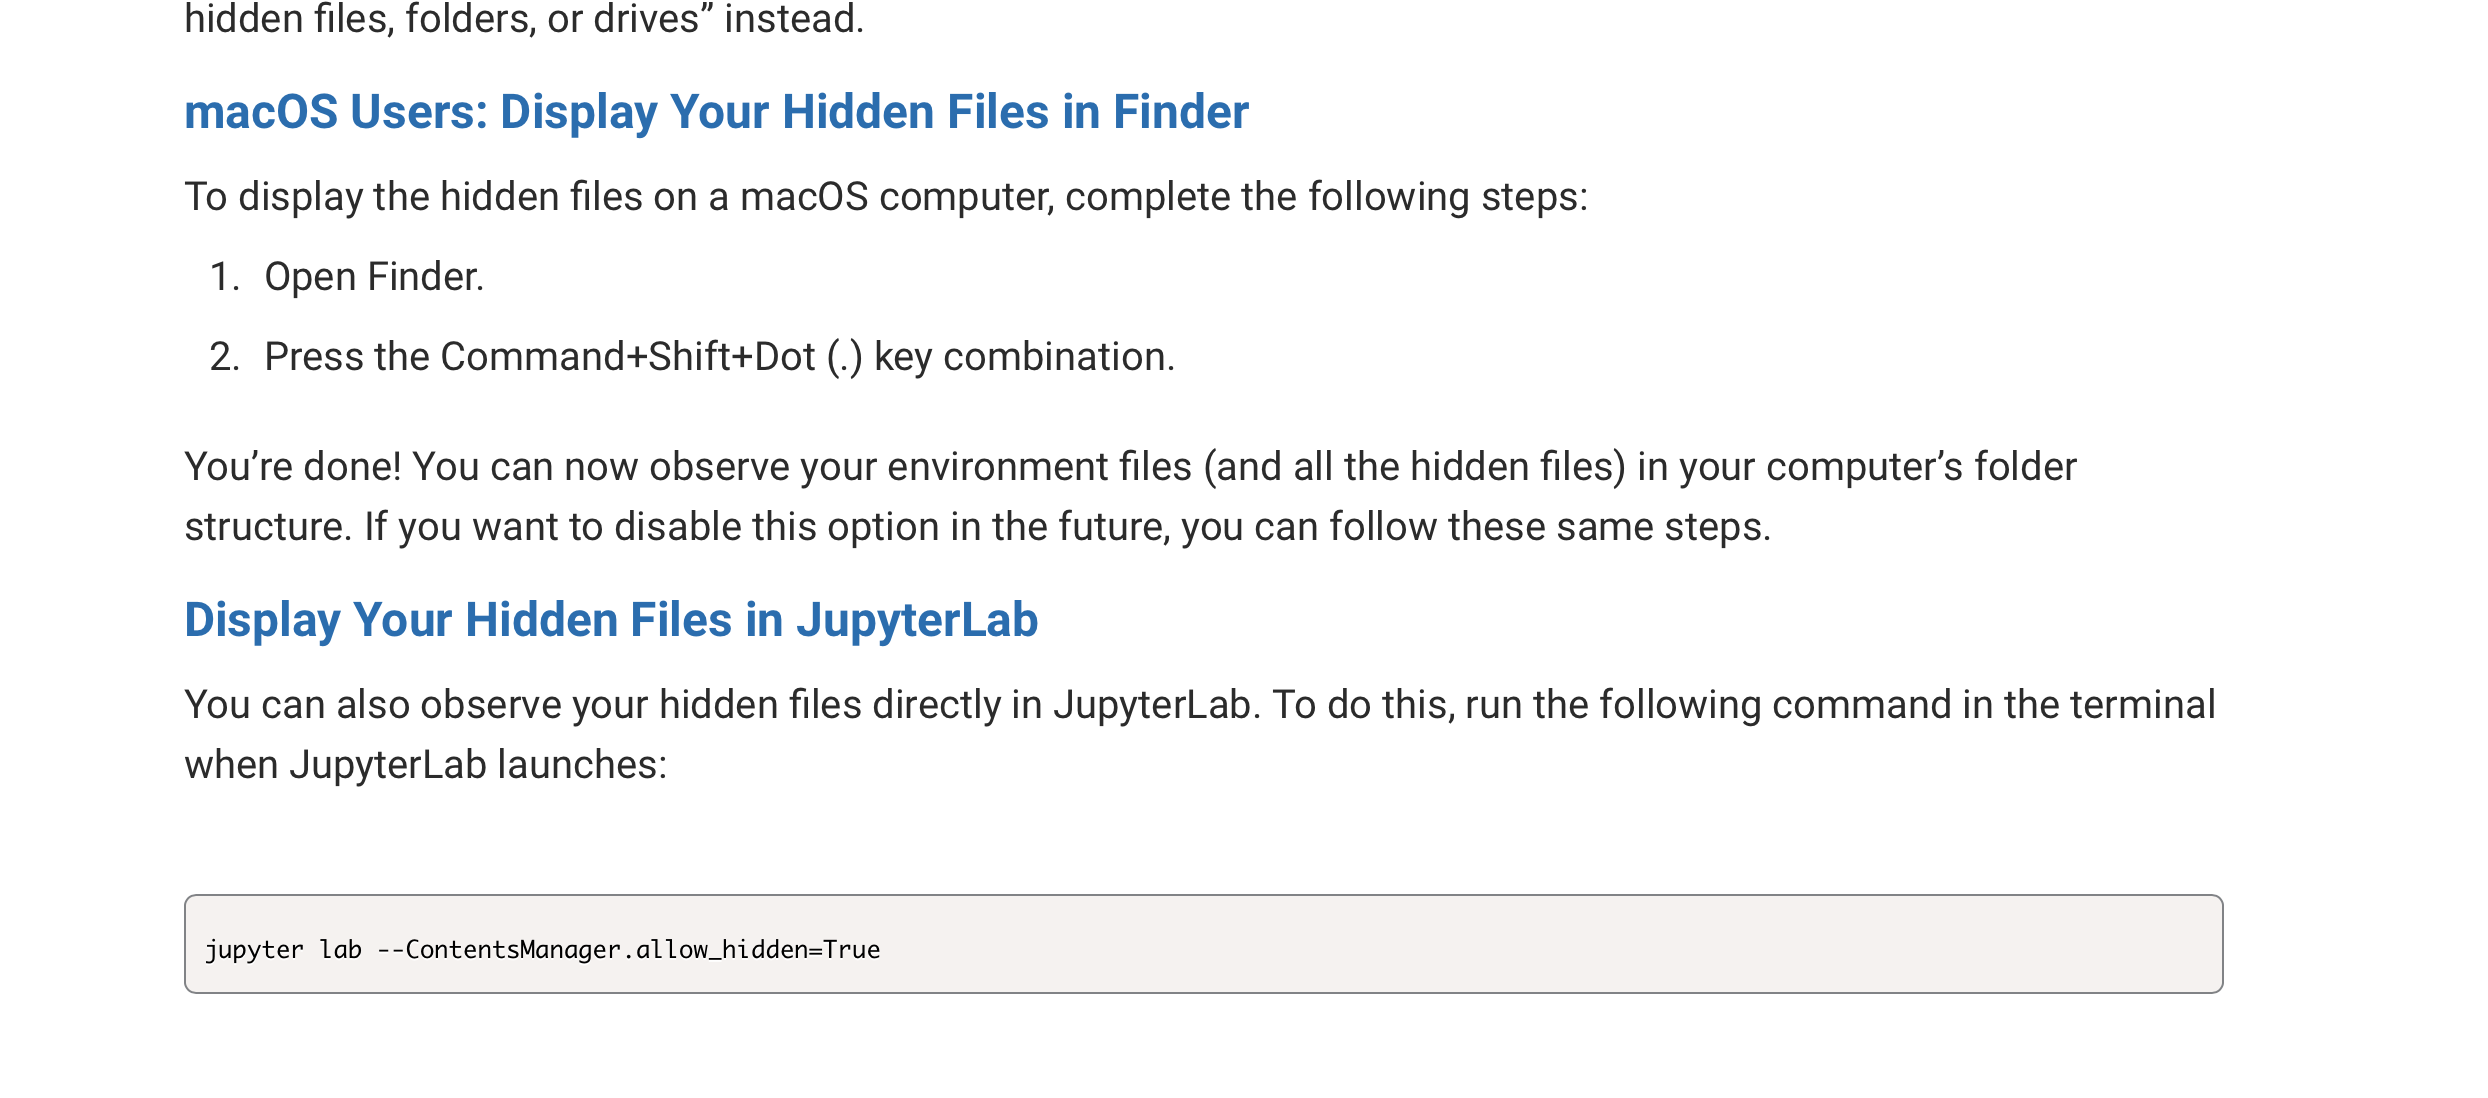 hidden files, folders, or drives” instead.
macOS Users: Display Your Hidden Files in Finder
To display the hidden files on a macOS computer, complete the following steps:
1. Open Finder.
2. Press the Command+Shift+Dot (.) key combination.
You’re done! You can now observe your environment files (and all the hidden files) in your computer’s folder
structure. If you want to disable this option in the future, you can follow these same steps.
Display Your Hidden Files in JupyterLab
You can also observe your hidden files directly in JupyterLab. To do this, run the following command in the terminal
when JupyterLab launches:
jupyter lab --ContentsManager.allow_hidden=True